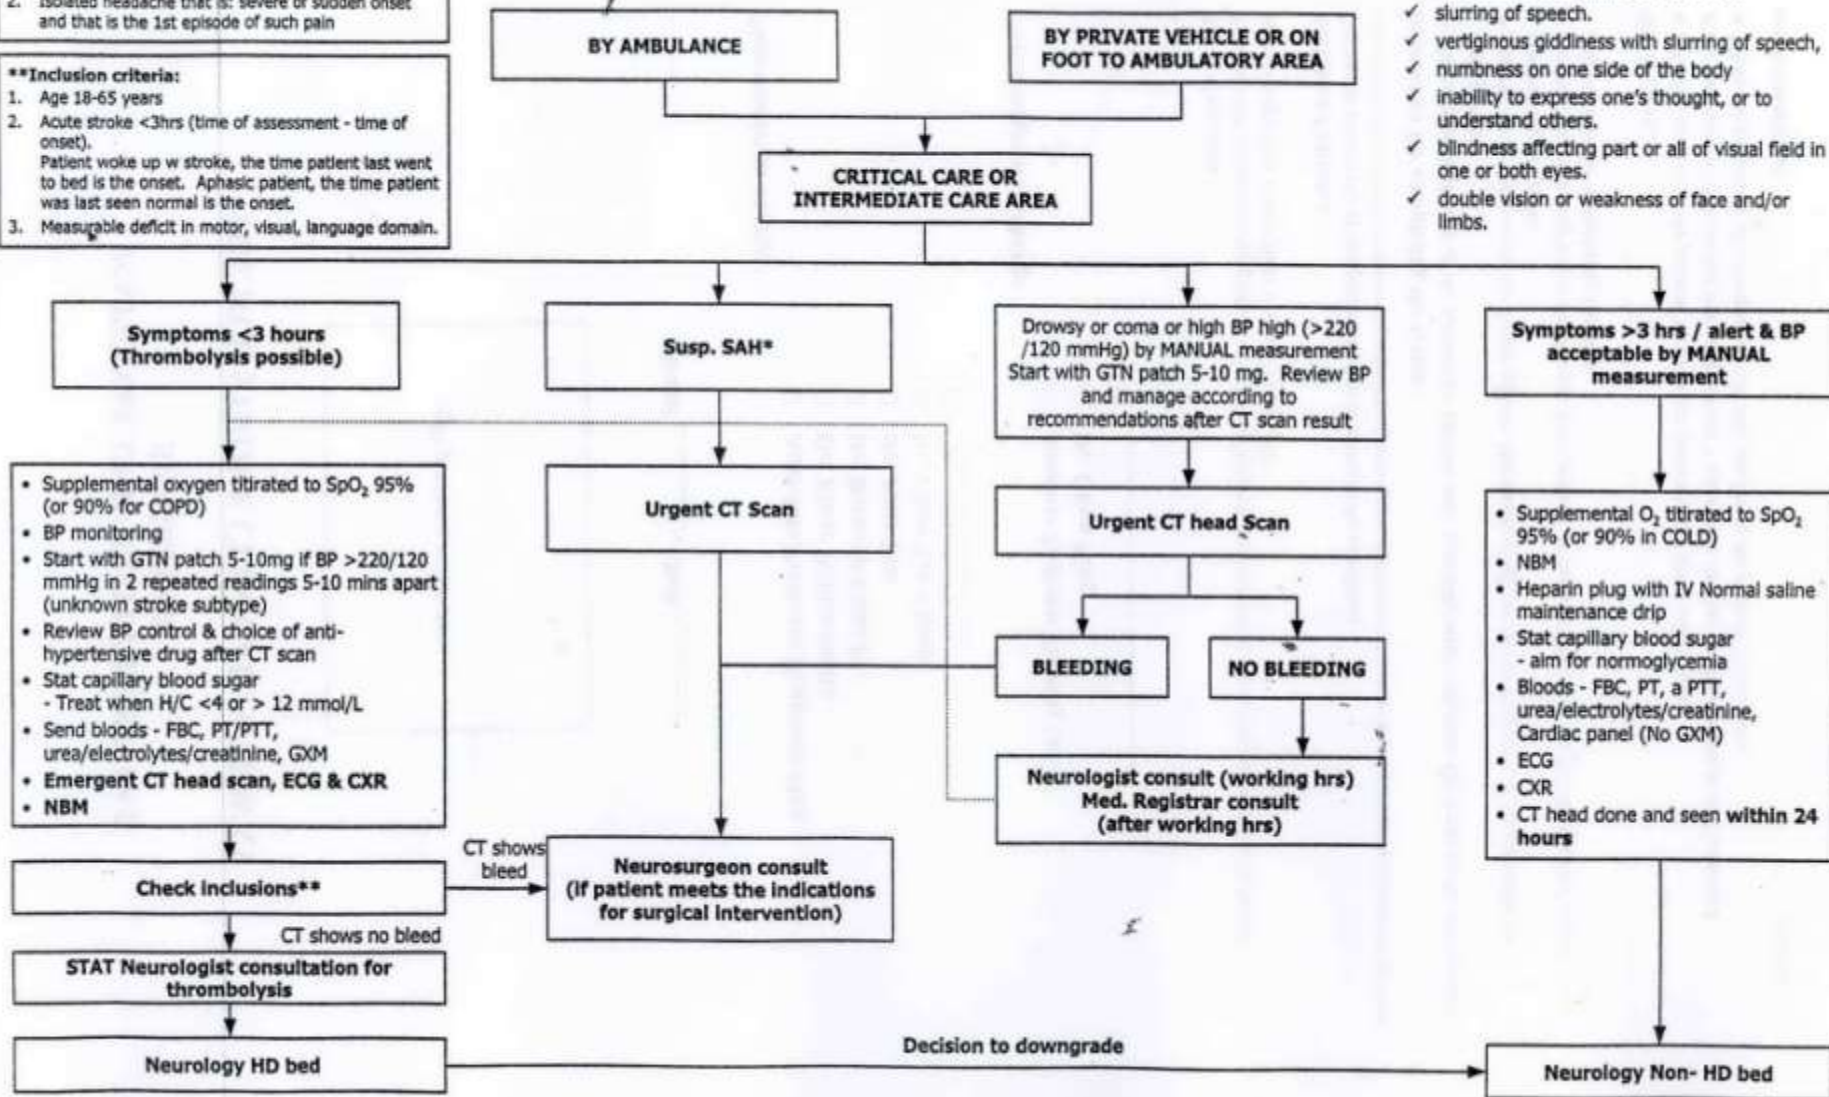 2. Isolated headache that is: severe or sudden onset
and that is the 1st episode of such pain
**Inclusion criteria:
1. Age 18-65 years
2. Acute stroke <3hrs (time of assessment - time of
onset).
Patient woke up w stroke, the time patient last went
to bed is the onset. Aphasic patient, the time patient
was last seen normal is the onset.
3. Measurable deficit in motor, visual, language domain.
BY AMBULANCE
BY PRIVATE VEHICLE OR ON
FOOT TO AMBULATORY AREA
✓ slurring of speech.
✓ vertiginous giddiness with slurring of speech,
✓ numbness on one side of the body
✓ inability to express one's thought, or to
understand others.
✓ blindness affecting part or all of visual field in
one or both eyes.
✓ double vision or weakness of face and/or
limbs.
CRITICAL CARE OR
INTERMEDIATE CARE AREA
Symptoms <3 hours
(Thrombolysis possible)
Susp. SAH*
Drowsy or coma or high BP high (>220
/120 mmHg) by MANUAL measurement
Start with GTN patch 5-10 mg. Review BP
and manage according to
recommendations after CT scan result
Symptoms >3 hrs / alert & BP
acceptable by MANUAL
measurement
• Supplemental oxygen titirated to SpO₂ 95%
(or 90% for COPD)
• BP monitoring
• Start with GTN patch 5-10mg if BP >220/120
mmHg in 2 repeated readings 5-10 mins apart
(unknown stroke subtype)
• Review BP control & choice of anti-
hypertensive drug after CT scan
• Stat capillary blood sugar
- Treat when H/C <4 or > 12 mmol/L
• Send bloods - FBC, PT/PTT,
urea/electrolytes/creatinine, GXM
• Emergent CT head scan, ECG & CXR
• NBM
Urgent CT Scan
Urgent CT head Scan
BLEEDING
NO BLEEDING
• Supplemental O₂ titirated to SpO₂
95% (or 90% in COLD)
• NBM
• Heparin plug with IV Normal saline
maintenance drip
• Stat capillary blood sugar
- aim for normoglycemia
• Bloods - FBC, PT, a PTT,
urea/electrolytes/creatinine,
Cardiac panel (No GXM)
• ECG
• CXR
• CT head done and seen within 24
hours
Neurologist consult (working hrs)
Med. Registrar consult
(after working hrs)
Check inclusions**
CT shows
bleed
Neurosurgeon consult
(if patient meets the indications
for surgical intervention)
CT shows no bleed
STAT Neurologist consultation for
thrombolysis
Neurology HD bed
Decision to downgrade
Neurology Non- HD bed